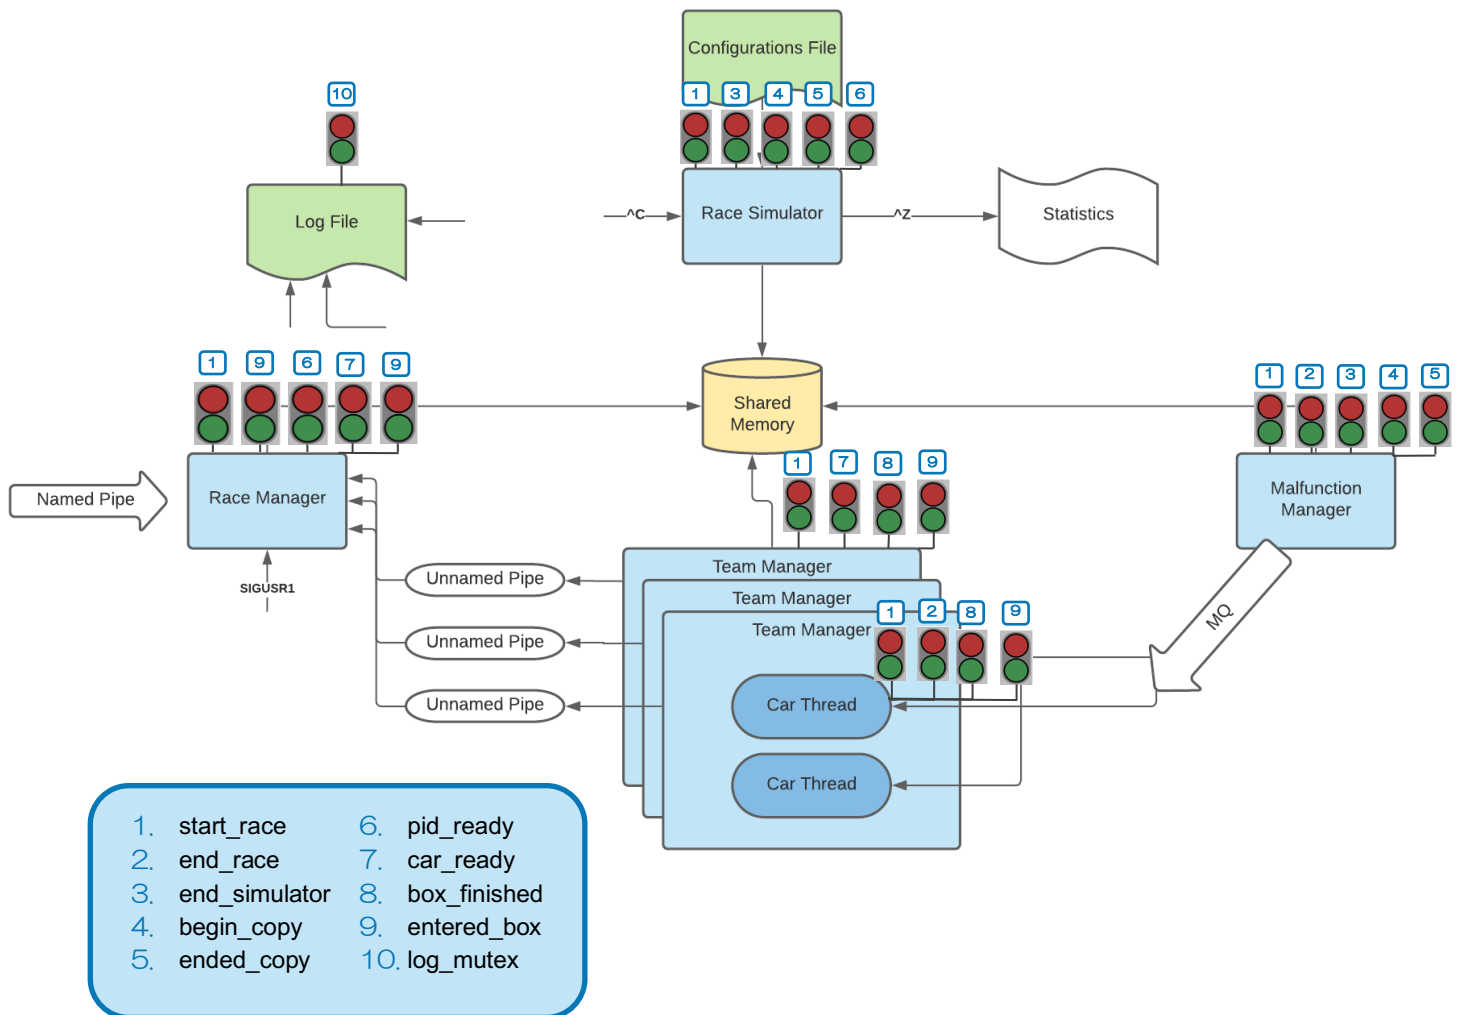 Configurations File
1 3 4 5 6
10
Log File
^C
Race Simulator
^Z
Statistics
1 9 6 7 9
Shared
Memory
1 2 3 4 5
Named Pipe
Race Manager
SIGUSR1
1 7 8 9
Malfunction
Manager
MQ
Unnamed Pipe
Unnamed Pipe
Unnamed Pipe
Team Manager
Team Manager
Team Manager
1 2 8 9
Car Thread
Car Thread
1. start_race
2. end_race
3. end_simulator
4. begin_copy
5. ended_copy
6. pid_ready
7. car_ready
8. box_finished
9. entered_box
10. log_mutex